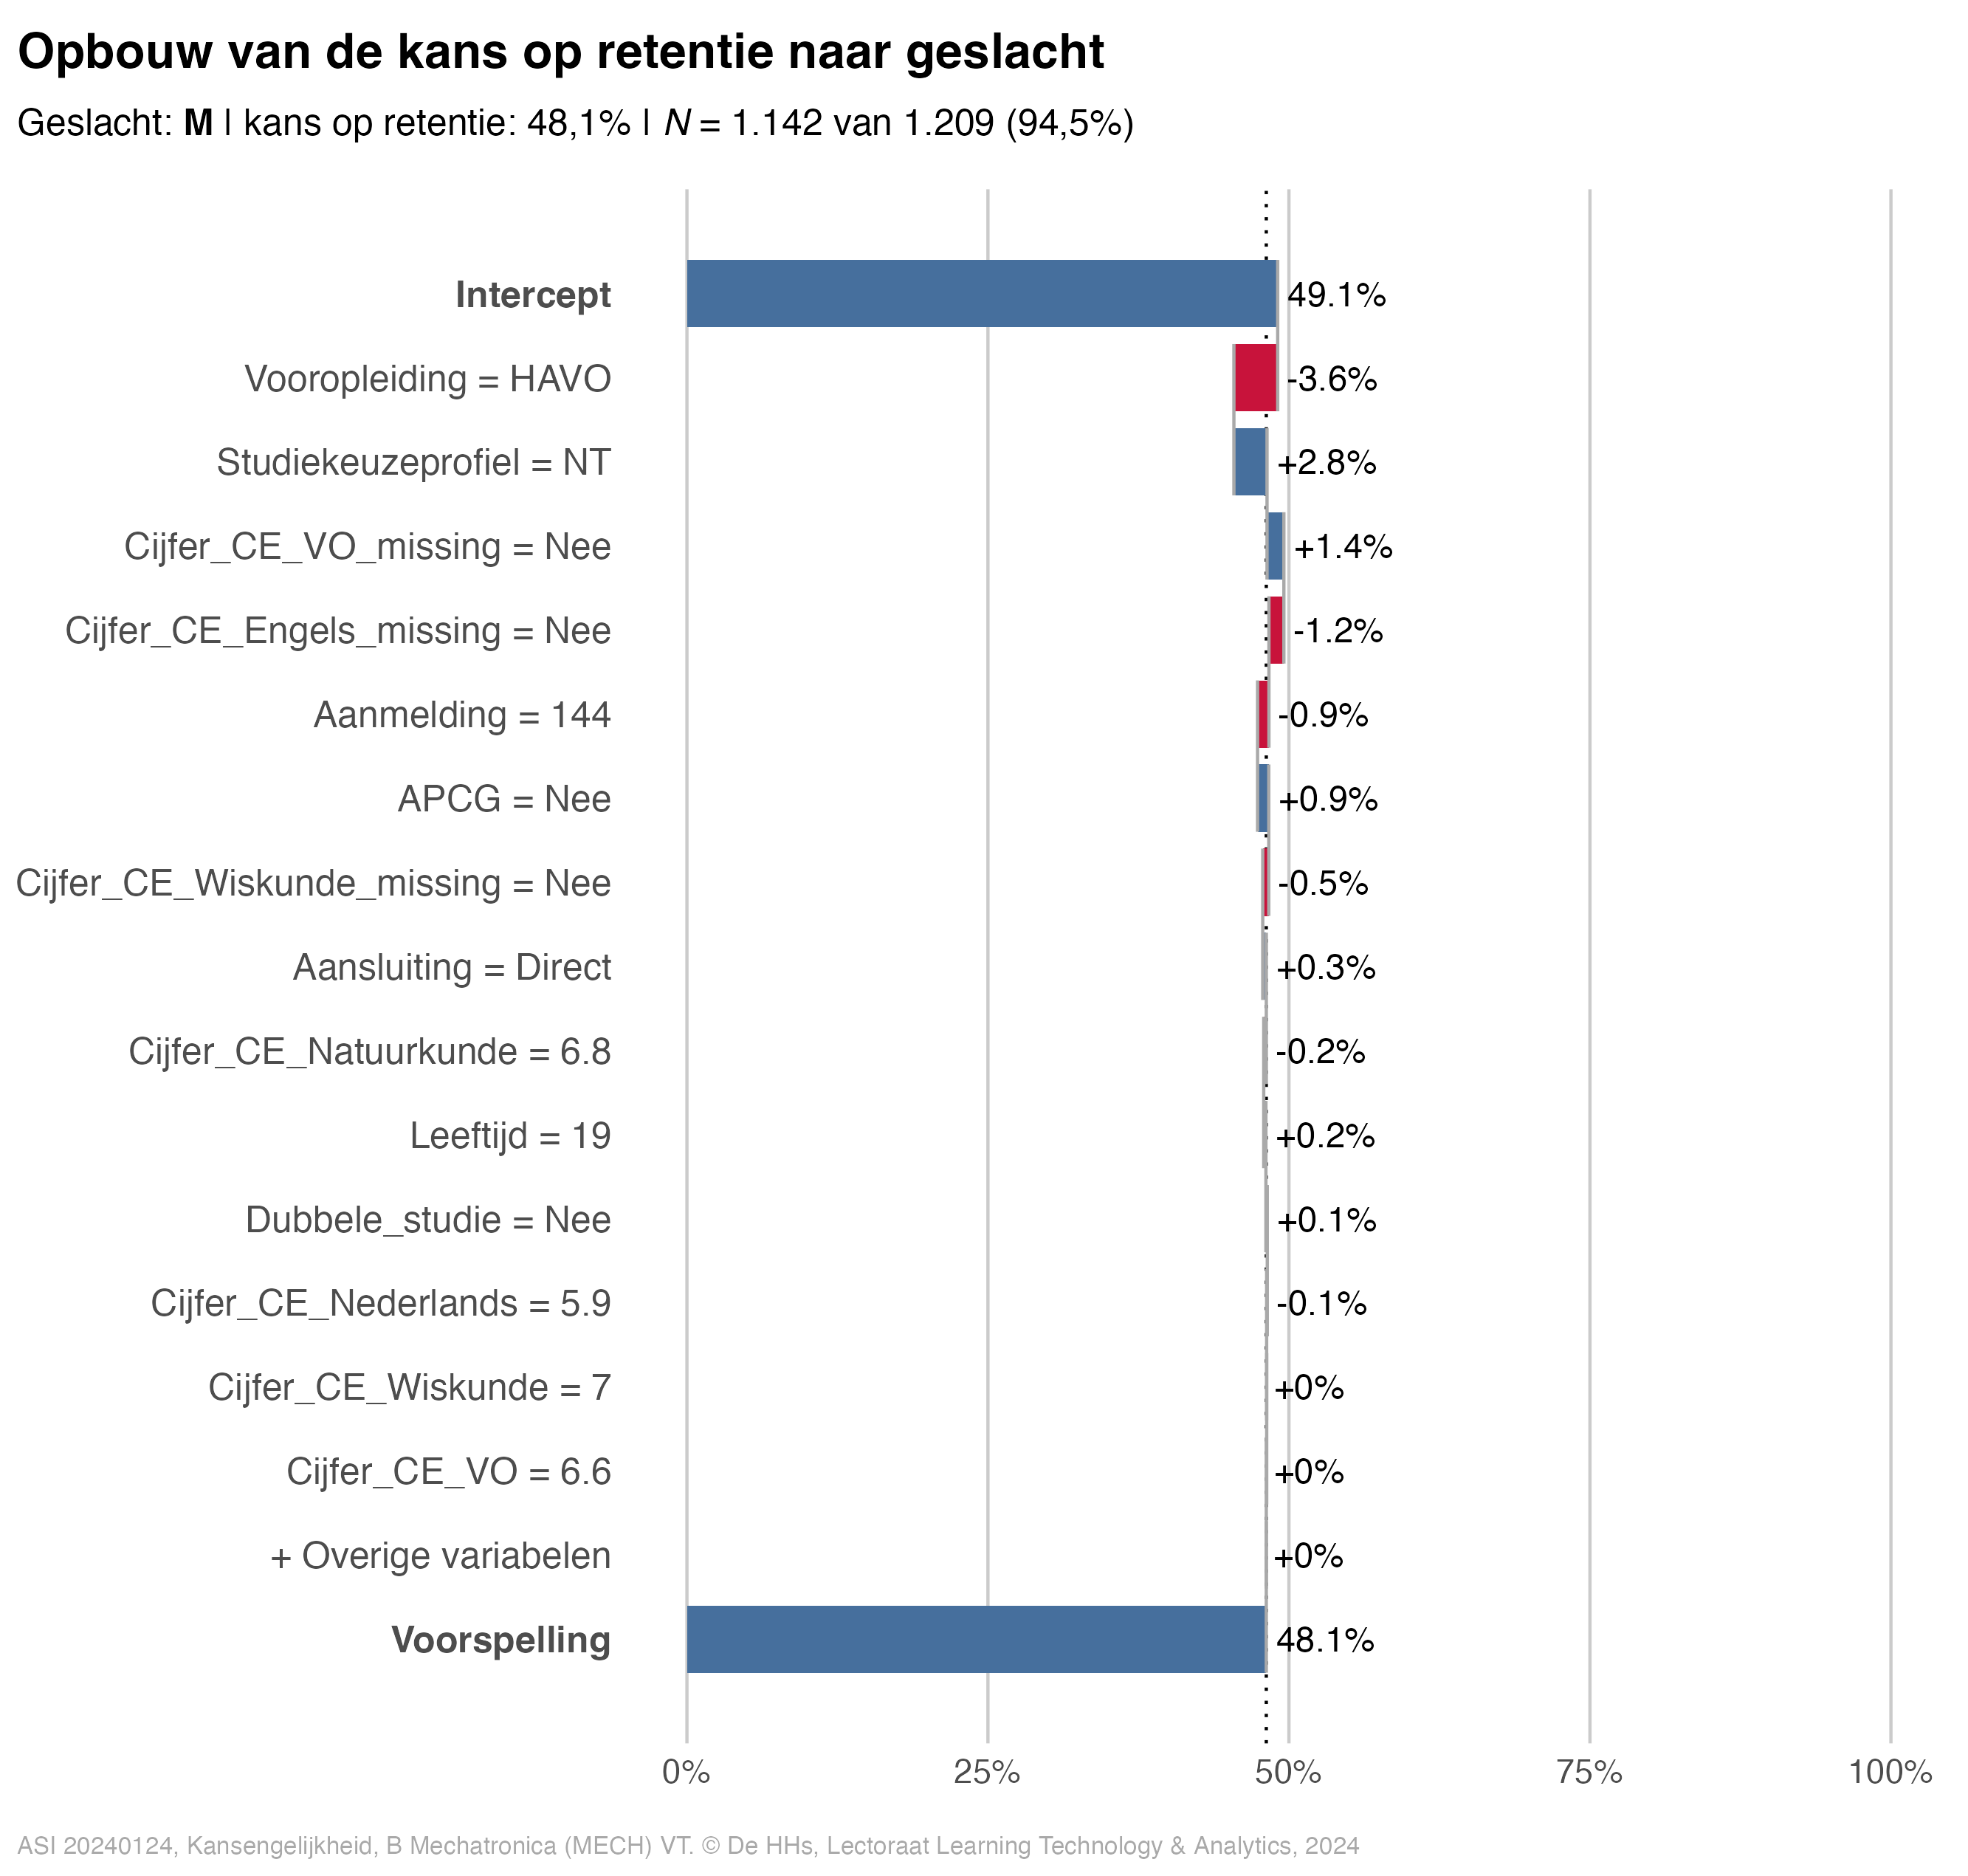 Opbouw van de kans op retentie naar geslacht
Geslacht: M | kans op retentie: 48,1% | N = 1.142 van 1.209 (94,5%)
Intercept 49.1%
Vooropleiding = HAVO -3.6%
Studiekeuzeprofiel = NT +2.8%
Cijfer_CE_VO_missing = Nee +1.4%
Cijfer_CE_Engels_missing = Nee -1.2%
Aanmelding = 144 -0.9%
APCG = Nee +0.9%
Cijfer_CE_Wiskunde_missing = Nee -0.5%
Aansluiting = Direct +0.3%
Cijfer_CE_Natuurkunde = 6.8 -0.2%
Leeftijd = 19 +0.2%
Dubbele_studie = Nee +0.1%
Cijfer_CE_Nederlands = 5.9 -0.1%
Cijfer_CE_Wiskunde = 7 +0%
Cijfer_CE_VO = 6.6 +0%
+ Overige variabelen +0%
Voorspelling 48.1%
0% 25% 50% 75% 100%
ASI 20240124, Kansengelijkheid, B Mechatronica (MECH) VT. © De HHs, Lectoraat Learning Technology & Analytics, 2024